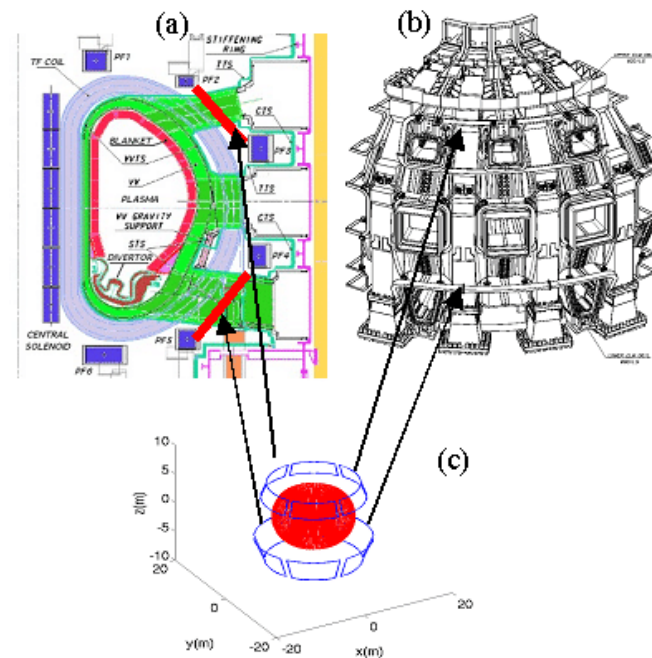 (a)
(b)
STIFFENING
RING
TF COIL
PF1
PF2
TTS
CTS
BLANKET
VVTS
VV
PLASMA
PF3
TTS
VV GRAVITY
SUPPORT
CTS
STS
DIVERTOR
PF4
CENTRAL
SOLENOID
PF5
PF6
(c)
10
5
0
-5
-10
z(m)
20
0
-20
y(m)
-20
0
20
x(m)